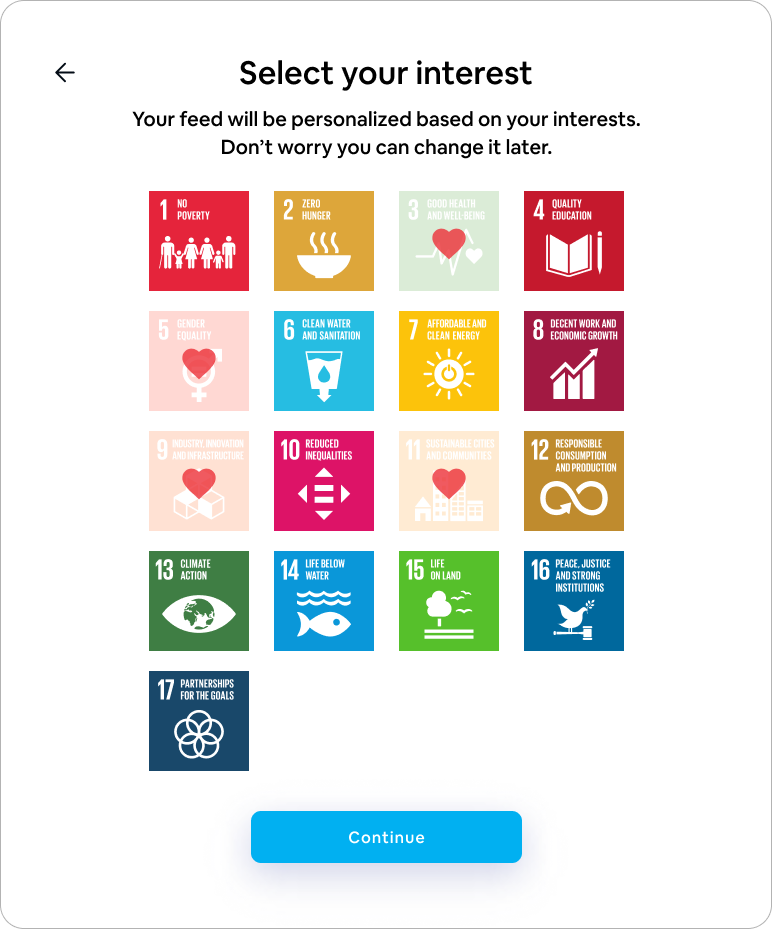 Select your interest
Your feed will be personalized based on your interests.
Don’t worry you can change it later.
1 NO
POVERTY
2 ZERO
HUNGER
3 GOOD HEALTH
AND WELL-BEING
4 QUALITY
EDUCATION
5 GENDER
EQUALITY
6 CLEAN WATER
AND SANITATION
7 AFFORDABLE AND
CLEAN ENERGY
8 DECENT WORK AND
ECONOMIC GROWTH
9 INDUSTRY, INNOVATION
AND INFRASTRUCTURE
10 REDUCED
INEQUALITIES
11 SUSTAINABLE CITIES
AND COMMUNITIES
12 RESPONSIBLE
CONSUMPTION
AND PRODUCTION
13 CLIMATE
ACTION
14 LIFE BELOW
WATER
15 LIFE
ON LAND
16 PEACE, JUSTICE
AND STRONG
INSTITUTIONS
17 PARTNERSHIPS
FOR THE GOALS
Continue